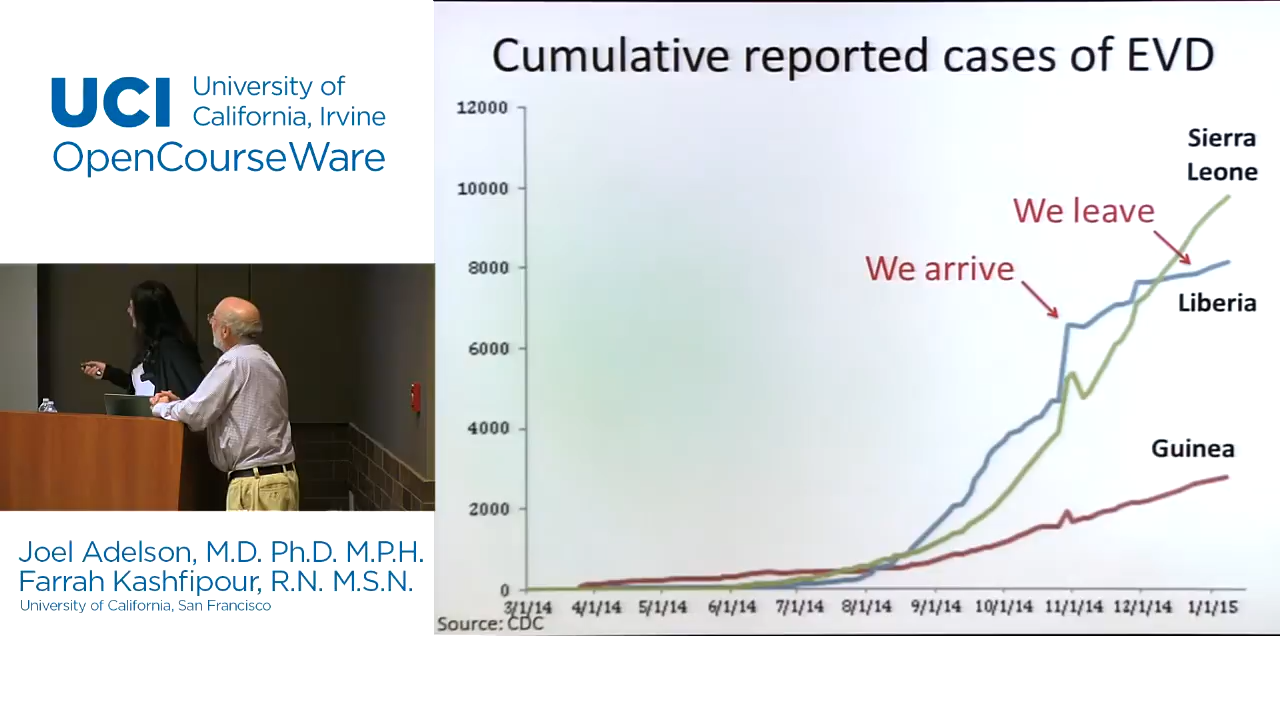 UCI University of
California, Irvine
OpenCourseWare
Cumulative reported cases of EVD
12000
10000
8000
6000
4000
2000
0
Sierra
Leone
We leave
We arrive
Liberia
Guinea
3/1/14 4/1/14 5/1/14 6/1/14 7/1/14 8/1/14 9/1/14 10/1/14 11/1/14 12/1/14 1/1/15
Source: CDC
Joel Adelson, M.D. Ph.D. M.P.H.
Farrah Kashfipour, R.N. M.S.N.
University of California, San Francisco